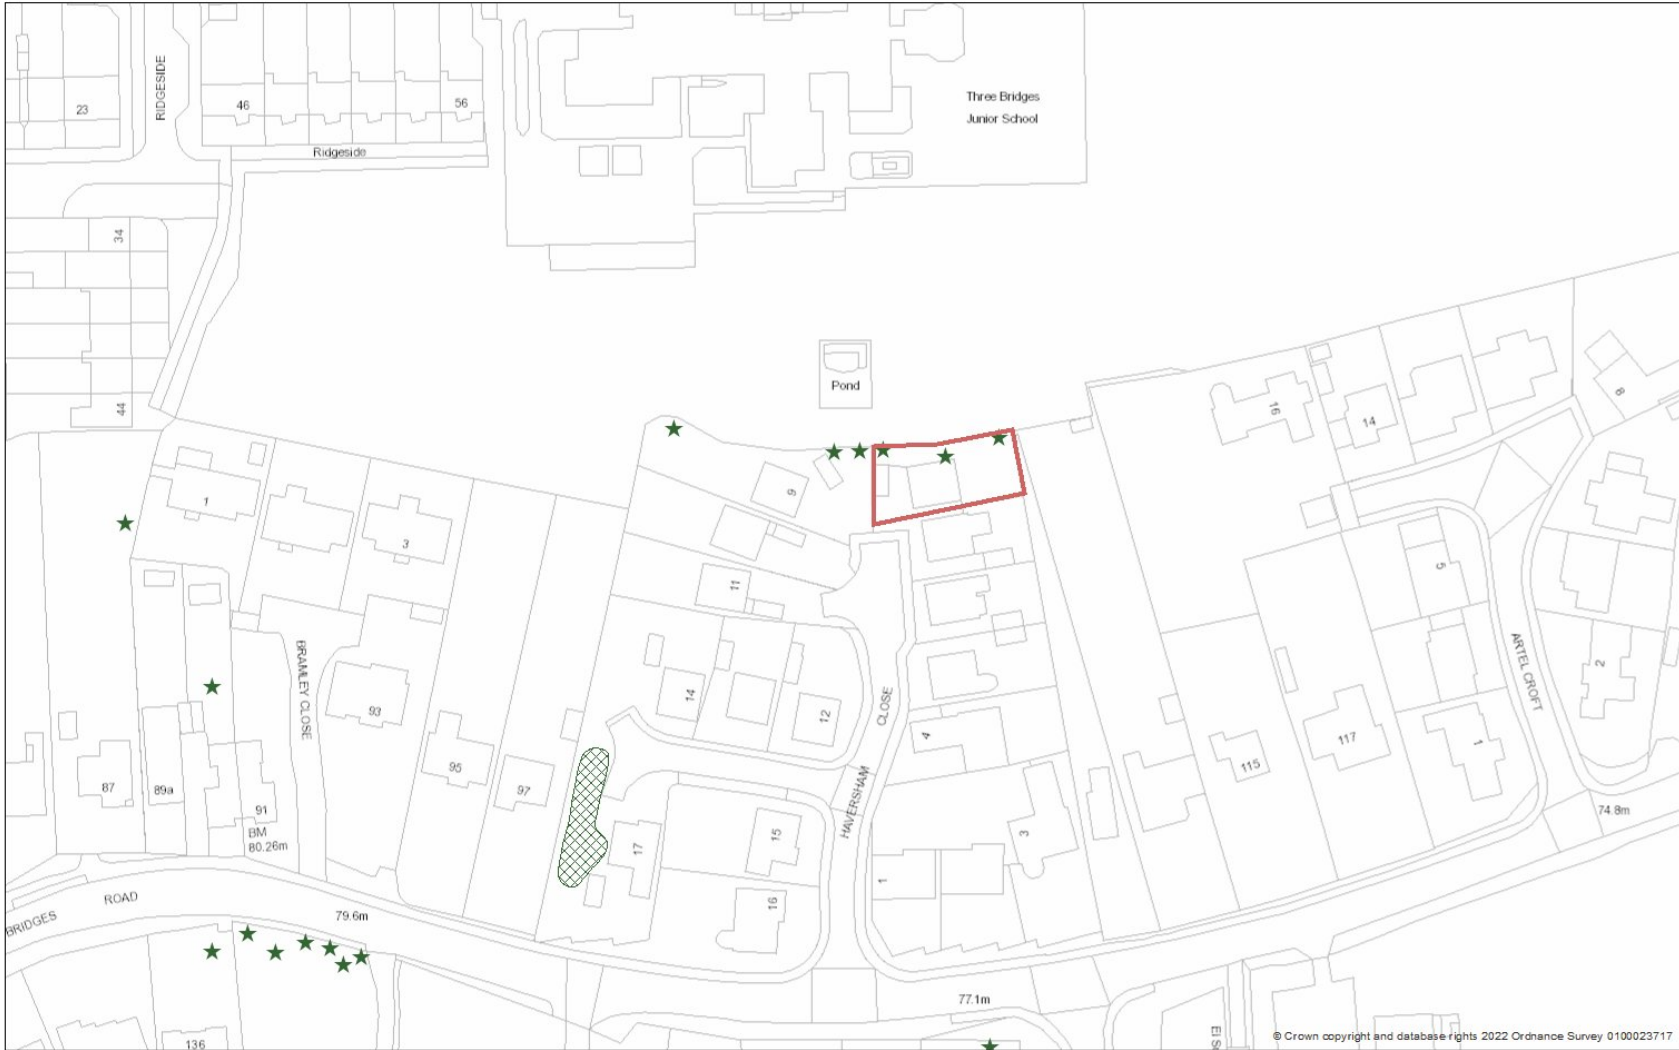 RIDGESIDE
23
46
56
Ridgeside
Three Bridges
Junior School
34
44
Pond
16
14
8
1
3
9
11
5
2
BRAMLEY CLOSE
93
14
12
CLOSE
4
ARTEL CROFT
87
89a
91
BM
80.26m
95
97
17
15
HAVERSHAM
3
115
117
1
74.8m
1
16
BRIDGES
ROAD
79.6m
77.1m
136
© Crown copyright and database rights 2022 Ordnance Survey 0100023717